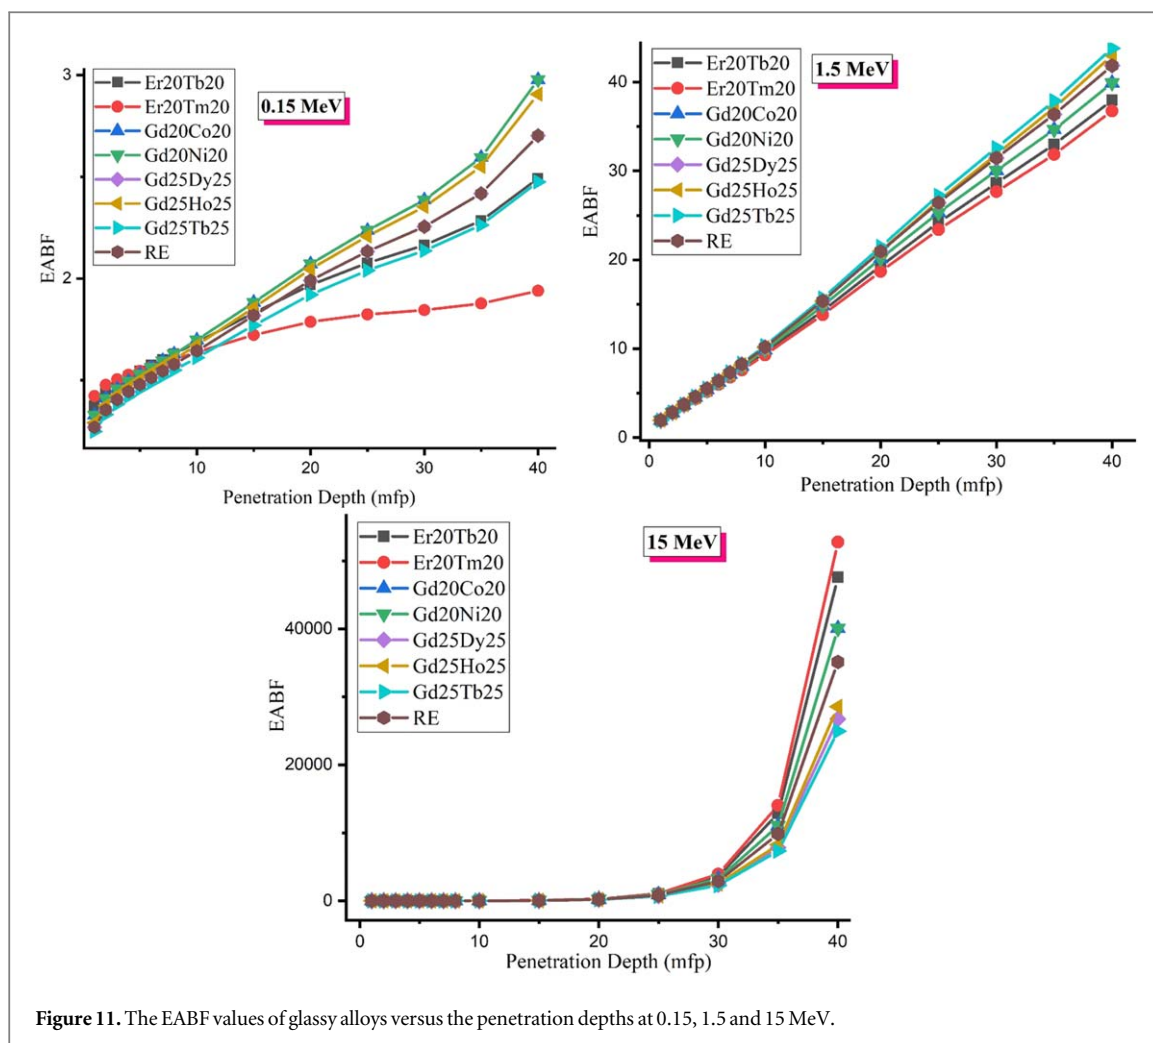 Er20Tb20
Er20Tm20
Gd20Co20
Gd20Ni20
Gd25Dy25
Gd25Ho25
Gd25Tb25
RE
0.15 MeV
3
2
EABF
10
20
30
40
Penetration Depth (mfp)
Er20Tb20
Er20Tm20
Gd20Co20
Gd20Ni20
Gd25Dy25
Gd25Ho25
Gd25Tb25
RE
1.5 MeV
40
30
20
10
0
EABF
0
10
20
30
40
Penetration Depth (mfp)
Er20Tb20
Er20Tm20
Gd20Co20
Gd20Ni20
Gd25Dy25
Gd25Ho25
Gd25Tb25
RE
15 MeV
40000
20000
0
EABF
0
10
20
30
40
Penetration Depth (mfp)
Figure 11. The EABF values of glassy alloys versus the penetration depths at 0.15, 1.5 and 15 MeV.